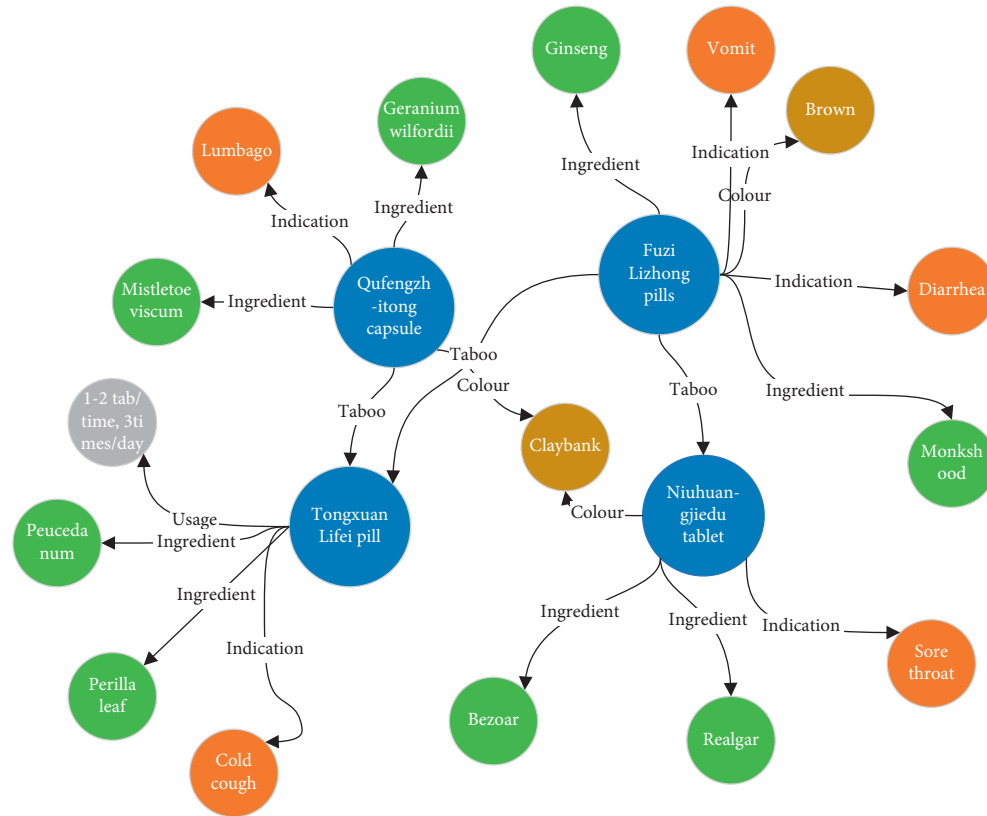 Ginseng
Vomit
Brown
Geranium
wilfordii
Lumbago
Indication
Ingredient
Colour
Ingredient
Indication
Ingredient
Fuzi
Lizhong
pills
Indication
Diarrhea
Mistletoe
viscum
Ingredient
Qufengzh
-itong
capsule
Taboo
Colour
Taboo
Taboo
Ingredient
1-2 tab/
time, 3ti
mes/day
Claybank
Monksh
ood
Usage
Ingredient
Peuceda
num
Tongxuan
Lifei pill
Colour
Niuhuan-
gjiedu
tablet
Ingredient
Indication
Ingredient
Ingredient
Indication
Perilla
leaf
Cold
cough
Bezoar
Realgar
Sore
throat